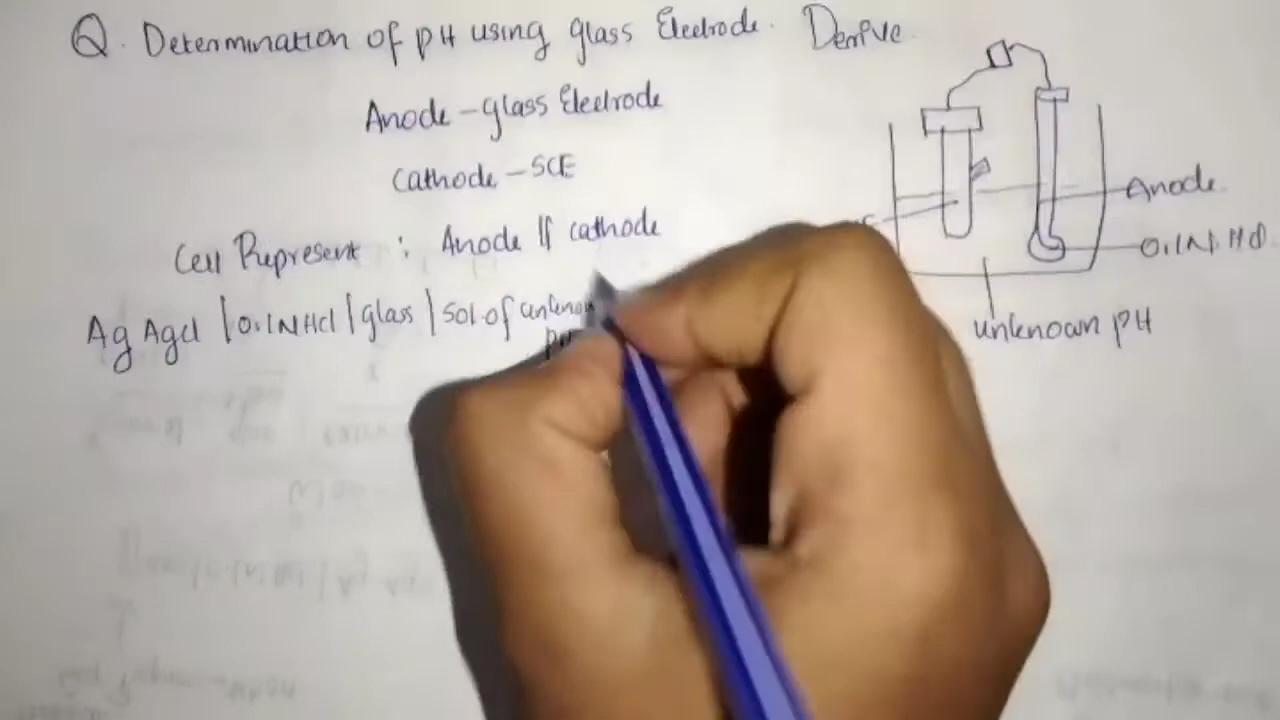 Q. Determination of pH using glass Electrode. Derive.
Anode - glass Electrode
Cathode - SCE
Cell Represent : Anode || cathode
Ag Agcl | 0.1N Hcl | glass | sol. of
Anode
0.1N. Hcl
unknown pH